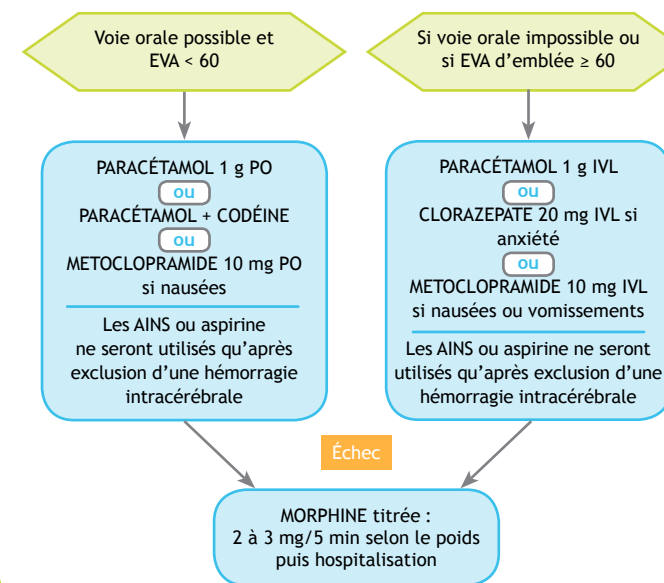 Voie orale possible et
EVA < 60
Si voie orale impossible ou
si EVA d’emblée ≥ 60
PARACÉTAMOL 1 g PO
ou
PARACÉTAMOL + CODÉINE
ou
METOCLOPRAMIDE 10 mg PO
si nausées
Les AINS ou aspirine
ne seront utilisés qu’après
exclusion d’une hémorragie
intracérébrale
PARACÉTAMOL 1 g IVL
ou
CLORAZEPATE 20 mg IVL si
anxiété
ou
METOCLOPRAMIDE 10 mg IVL
si nausées ou vomissements
Les AINS ou aspirine ne seront
utilisés qu’après exclusion d’une
hémorragie intracérébrale
Échec
MORPHINE titrée :
2 à 3 mg/5 min selon le poids
puis hospitalisation